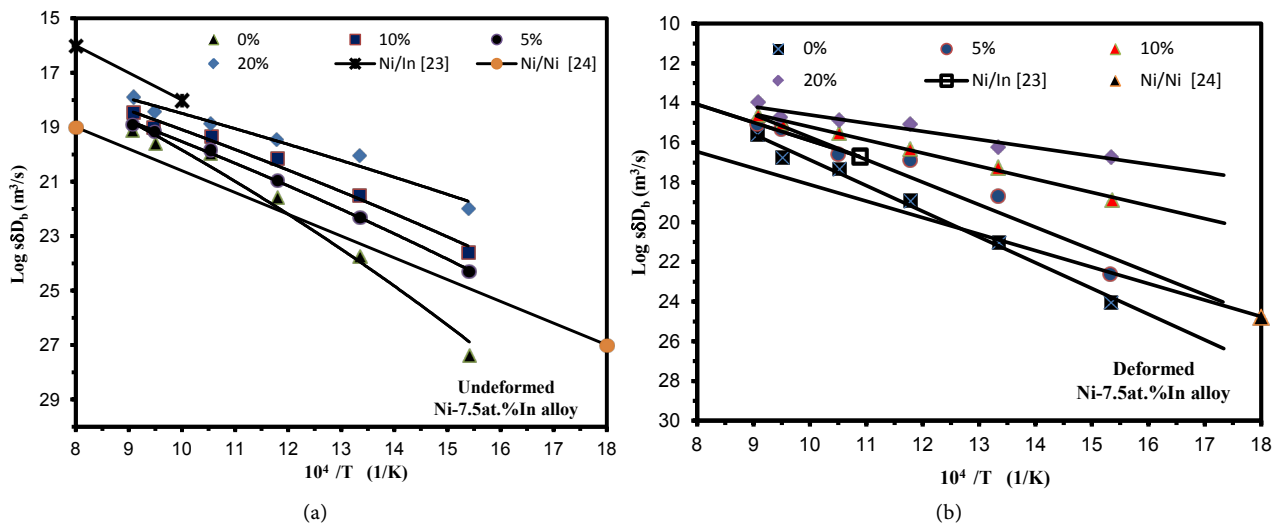 15
17
19
21
23
25
27
29
Log sδD_b (m³/s)
0%
10%
5%
20%
Ni/In [23]
Ni/Ni [24]
Undeformed
Ni-7.5at.%In alloy
8 9 10 11 12 13 14 15 16 17 18
10⁴ /T (1/K)
(a)
10
12
14
16
18
20
22
24
26
28
30
Log sδD_b (m³/s)
0%
5%
10%
20%
Ni/In [23]
Ni/Ni [24]
Deformed
Ni-7.5at.%In alloy
8 9 10 11 12 13 14 15 16 17 18
10⁴ /T (1/K)
(b)